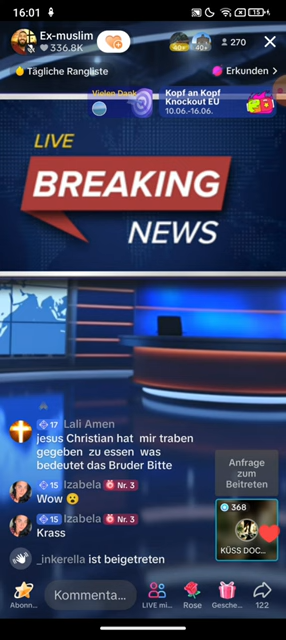 16:01
Ex-muslim
336.8K
40+
40+
270
Tägliche Rangliste
Erkunden
Vielen Dank
Kopf an Kopf
Knockout EU
10.06.-16.06.
LIVE
BREAKING
NEWS
17 Lali Amen
jesus Christian hat mir traben
gegeben zu essen was
bedeutet das Bruder Bitte
15 Izabela Nr. 3
Wow 😮
15 Izabela Nr. 3
Krass
_inkerella ist beigetreten
Anfrage
zum
Beitreten
368
KÜSS DOC...
Abonn...
Kommenta...
LIVE mi...
Rose
Gesche...
122